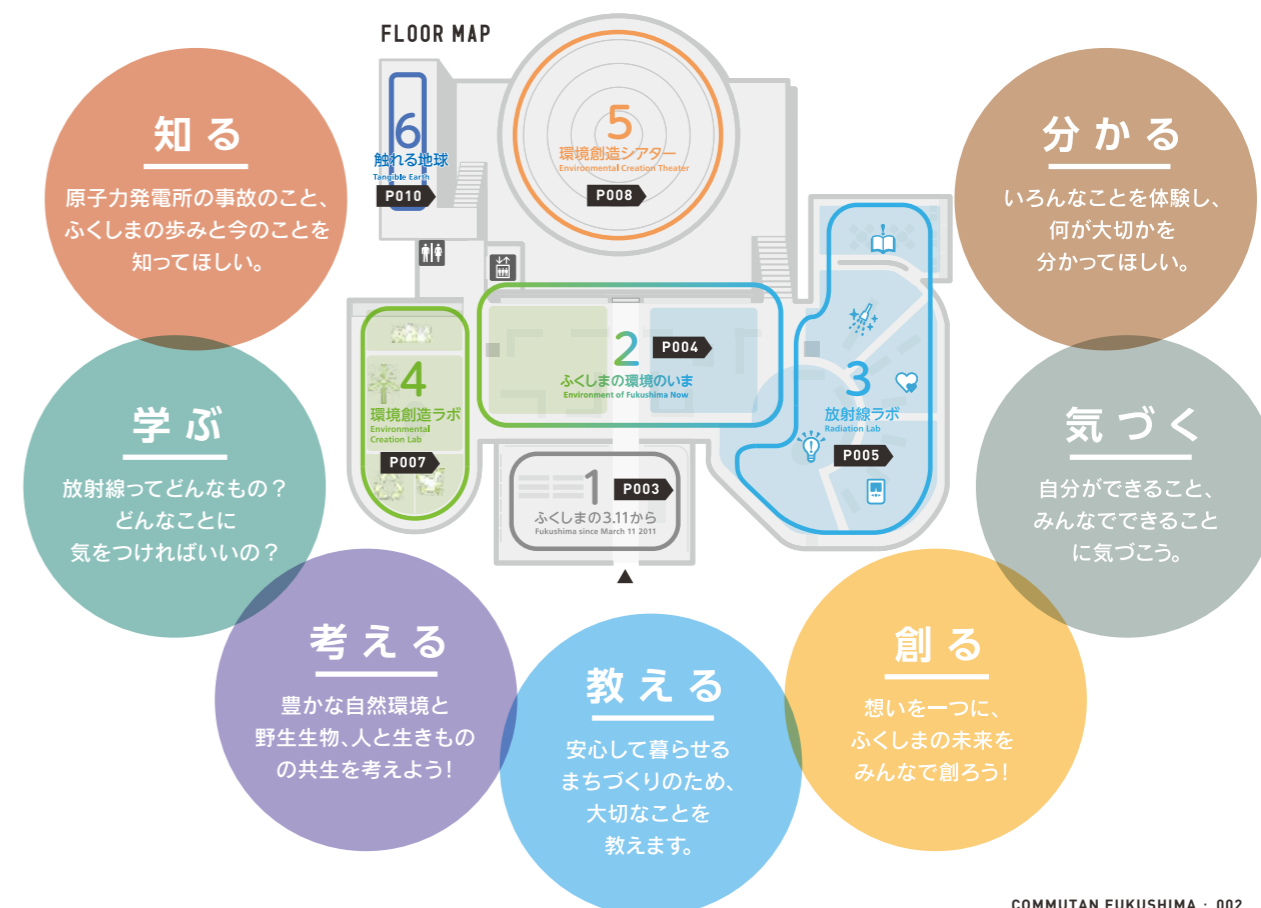 FLOOR MAP
知る
原子力発電所の事故のこと、
ふくしまの歩みと今のことを
知ってほしい。
学ぶ
放射線ってどんなもの？
どんなことに
気をつければいいの？
考える
豊かな自然環境と
野生生物、人と生きもの
の共生を考えよう！
教える
安心して暮らせる
まちづくりのため、
大切なことを
教えます。
創る
想いを一つに、
ふくしまの未来を
みんなで創ろう！
気づく
自分ができること、
みんなでできること
に気づこう。
分かる
いろんなことを体験し、
何が大切かを
分かってほしい。
6
触れる地球
Tangible Earth
P010
5
環境創造シアター
Environmental Creation Theater
P008
4
環境創造ラボ
Environmental
Creation Lab
P007
2
P004
ふくしまの環境のいま
Environment of Fukushima Now
3
放射線ラボ
Radiation Lab
P005
1
P003
ふくしまの3.11から
Fukushima since March 11 2011
COMMUTAN FUKUSHIMA · 002